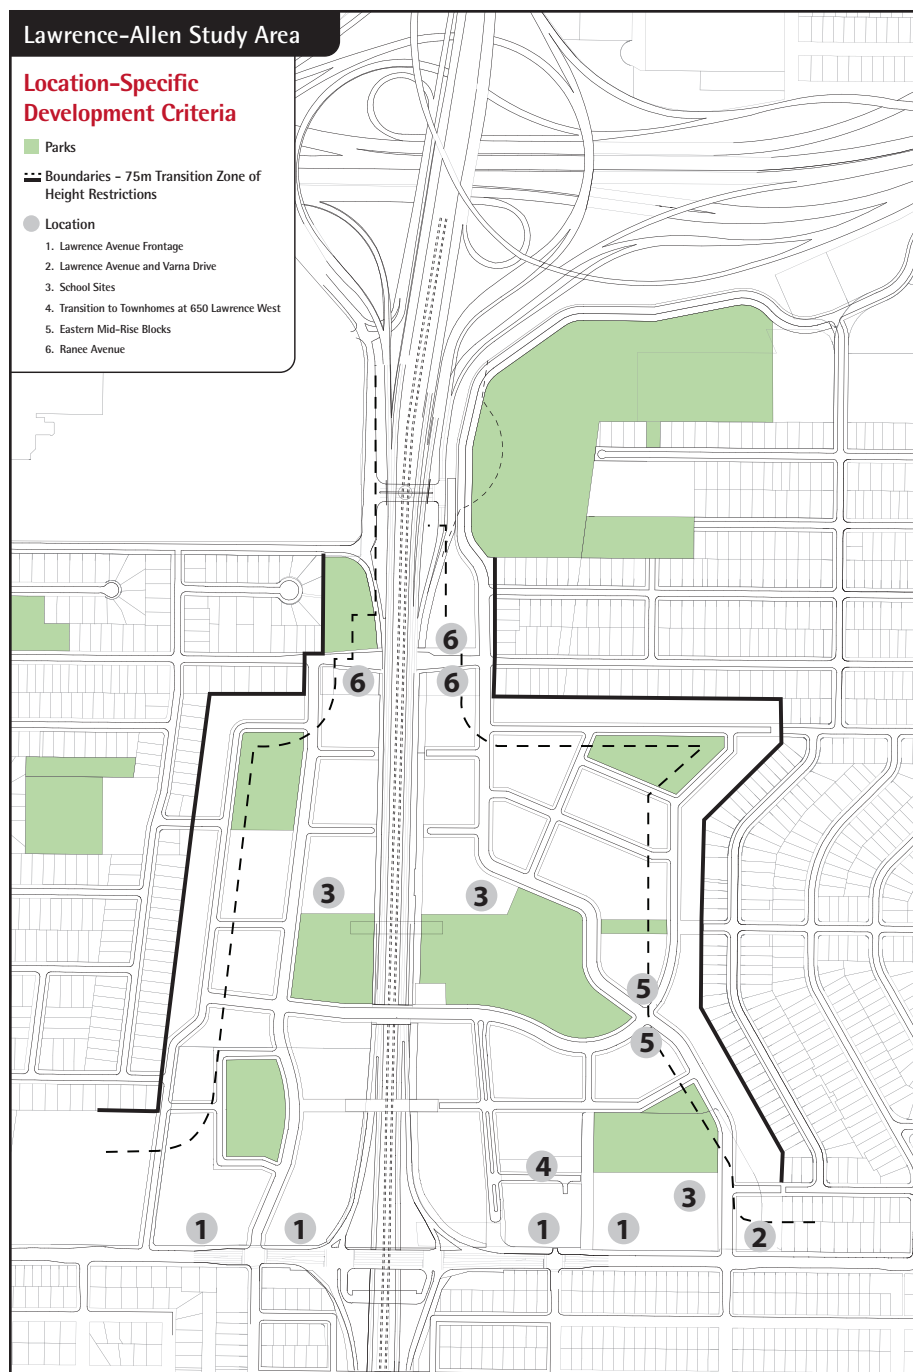 Lawrence-Allen Study Area
Location-Specific
Development Criteria
Parks
Boundaries - 75m Transition Zone of
Height Restrictions
Location
1. Lawrence Avenue Frontage
2. Lawrence Avenue and Varna Drive
3. School Sites
4. Transition to Townhomes at 650 Lawrence West
5. Eastern Mid-Rise Blocks
6. Ranee Avenue
6
6
6
3
3
5
5
4
3
1
1
1
1
2